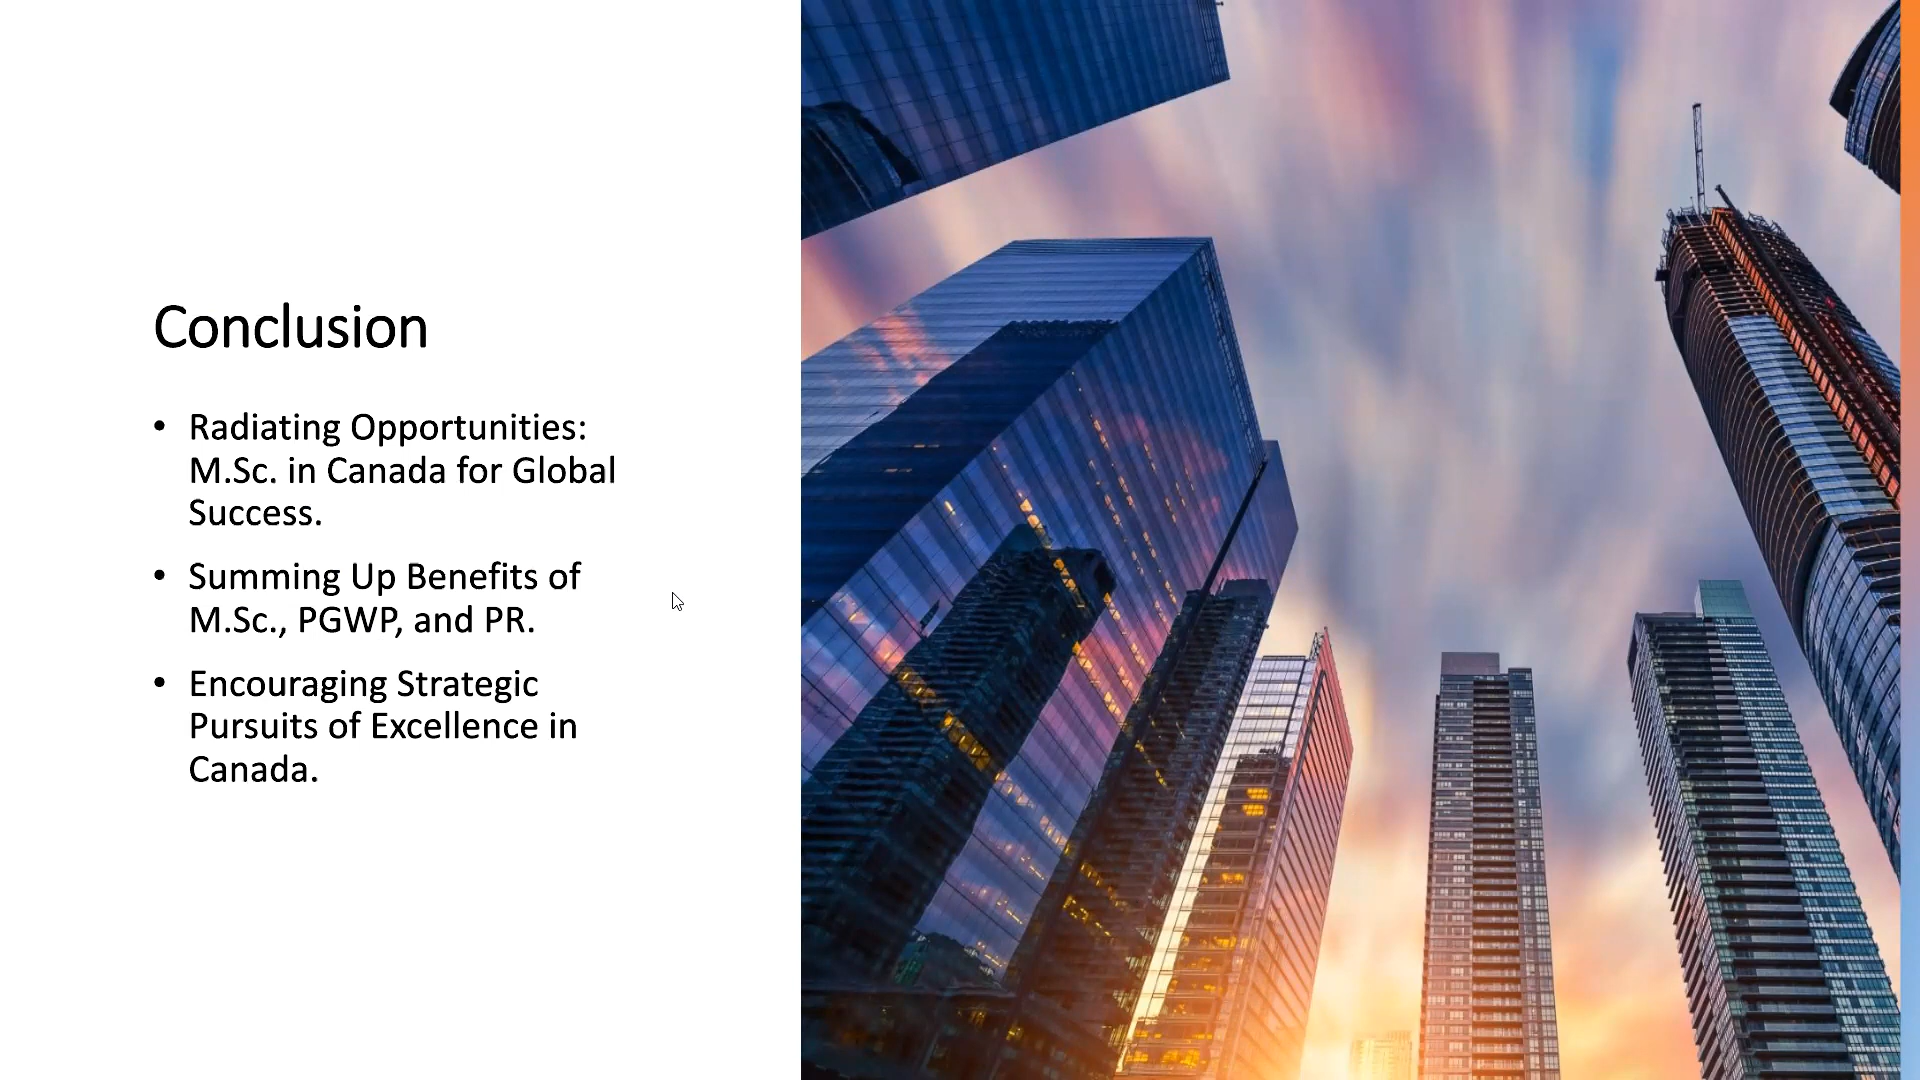 Conclusion
• Radiating Opportunities:
M.Sc. in Canada for Global
Success.
• Summing Up Benefits of
M.Sc., PGWP, and PR.
• Encouraging Strategic
Pursuits of Excellence in
Canada.